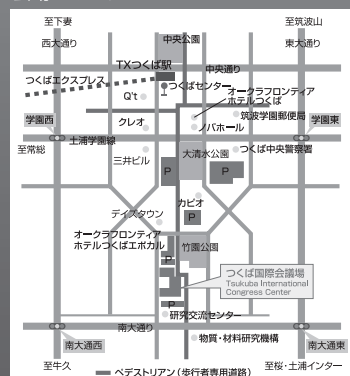 至下妻
至筑波山
西大通り
中央公園
東大通り
TXつくば駅
中央通り
つくばエクスプレス
つくばセンター
オークラフロンティア
ホテルつくば
Q't
筑波学園郵便局
学園西
クレオ
ノバホール
学園東
土浦学園線
至常総
三井ビル
大清水公園
つくば中央警察署
P
P
カピオ
デイズタウン
P
オークラフロンティア
ホテルつくばエポカル
P
竹園公園
つくば国際会議場
Tsukuba International
Congress Center
P
P
研究交流センター
南大通り
南大通西
物質・材料研究機構
南大通東
至牛久
至桜・土浦インター
ペデストリアン(歩行者専用道路)